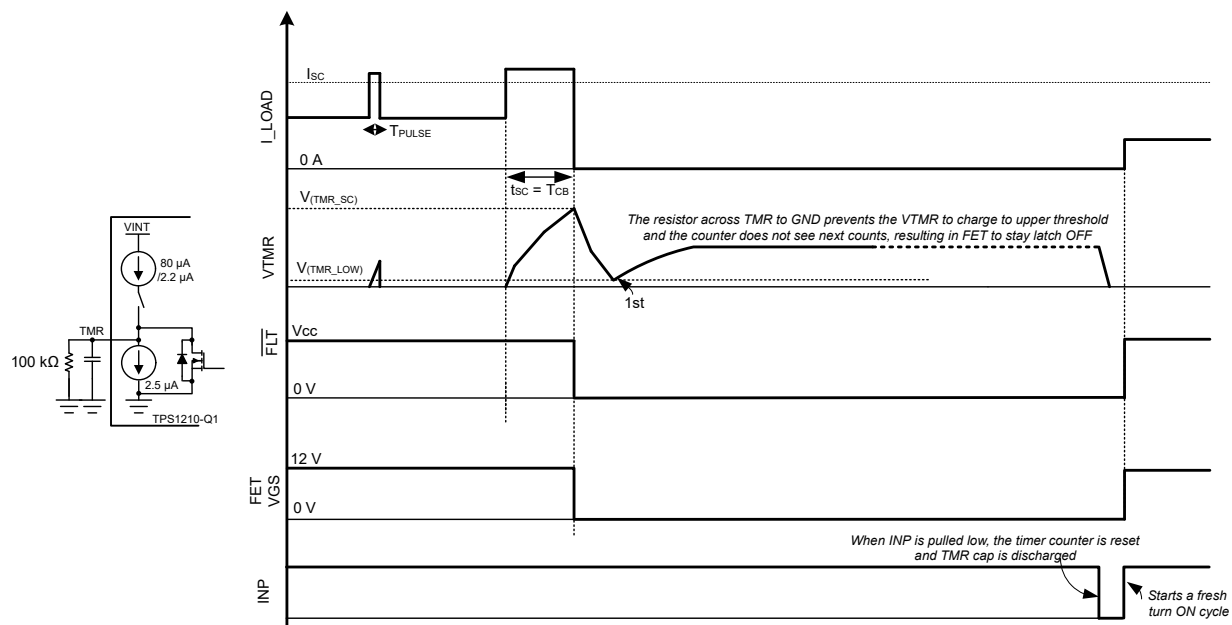 I_LOAD
ISC
TPULSE
0 A
tSC = TCB
VTMR
V(TMR_SC)
The resistor across TMR to GND prevents the VTMR to charge to upper threshold
and the counter does not see next counts, resulting in FET to stay latch OFF
V(TMR_LOW)
1st
VINT
80 µA
/2.2 µA
TMR
100 kΩ
2.5 µA
TPS1210-Q1
FLT
Vcc
0 V
FET
VGS
12 V
0 V
When INP is pulled low, the timer counter is reset
and TMR cap is discharged
INP
Starts a fresh
turn ON cycle